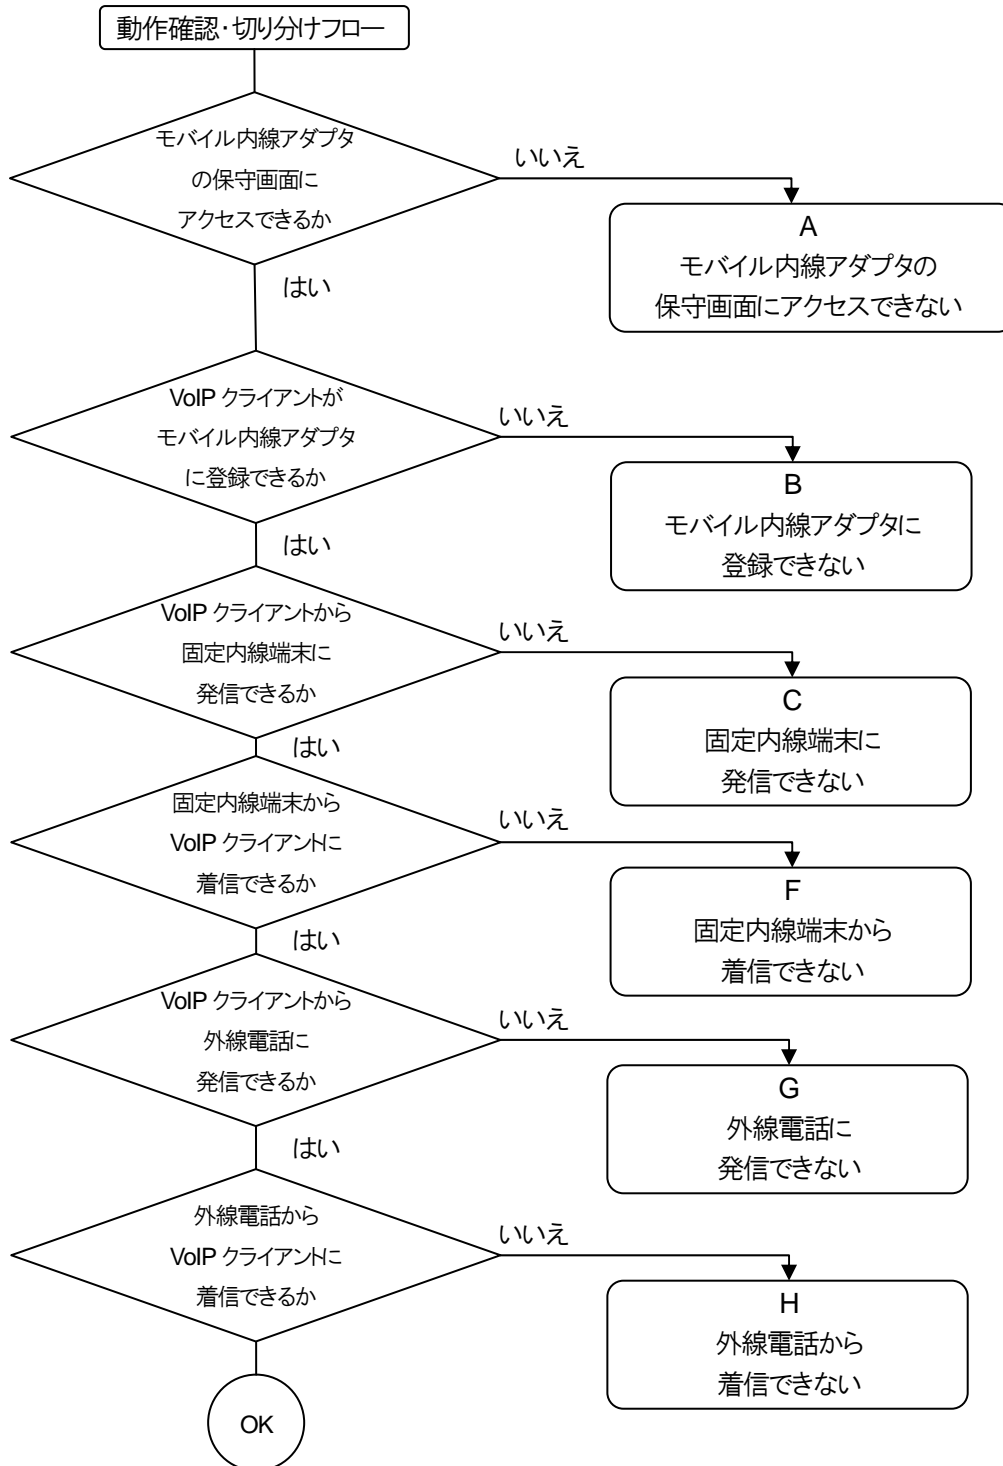 動作確認・切り分けフロー
モバイル内線アダプタ
の保守画面に
アクセスできるか
いいえ
A
モバイル内線アダプタの
保守画面にアクセスできない
はい
VoIP クライアントが
モバイル内線アダプタ
に登録できるか
いいえ
B
モバイル内線アダプタに
登録できない
はい
VoIP クライアントから
固定内線端末に
発信できるか
いいえ
C
固定内線端末に
発信できない
はい
固定内線端末から
VoIP クライアントに
着信できるか
いいえ
F
固定内線端末から
着信できない
はい
VoIP クライアントから
外線電話に
発信できるか
いいえ
G
外線電話に
発信できない
はい
外線電話から
VoIP クライアントに
着信できるか
いいえ
H
外線電話から
着信できない
OK